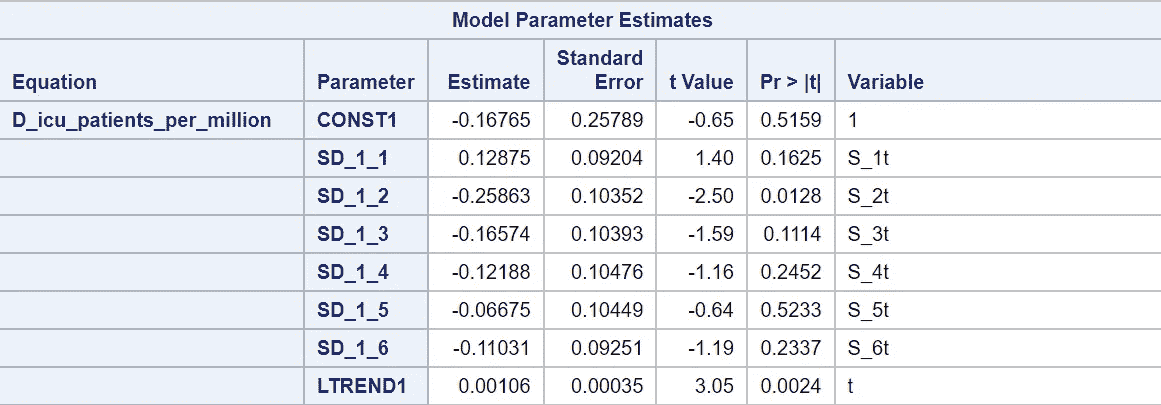 Model Parameter Estimates
Equation Parameter Estimate Standard Error t Value Pr > |t| Variable
D_icu_patients_per_million CONST1 -0.16765 0.25789 -0.65 0.5159 1
SD_1_1 0.12875 0.09204 1.40 0.1625 S_1t
SD_1_2 -0.25863 0.10352 -2.50 0.0128 S_2t
SD_1_3 -0.16574 0.10393 -1.59 0.1114 S_3t
SD_1_4 -0.12188 0.10476 -1.16 0.2452 S_4t
SD_1_5 -0.06675 0.10449 -0.64 0.5233 S_5t
SD_1_6 -0.11031 0.09251 -1.19 0.2337 S_6t
LTREND1 0.00106 0.00035 3.05 0.0024 t